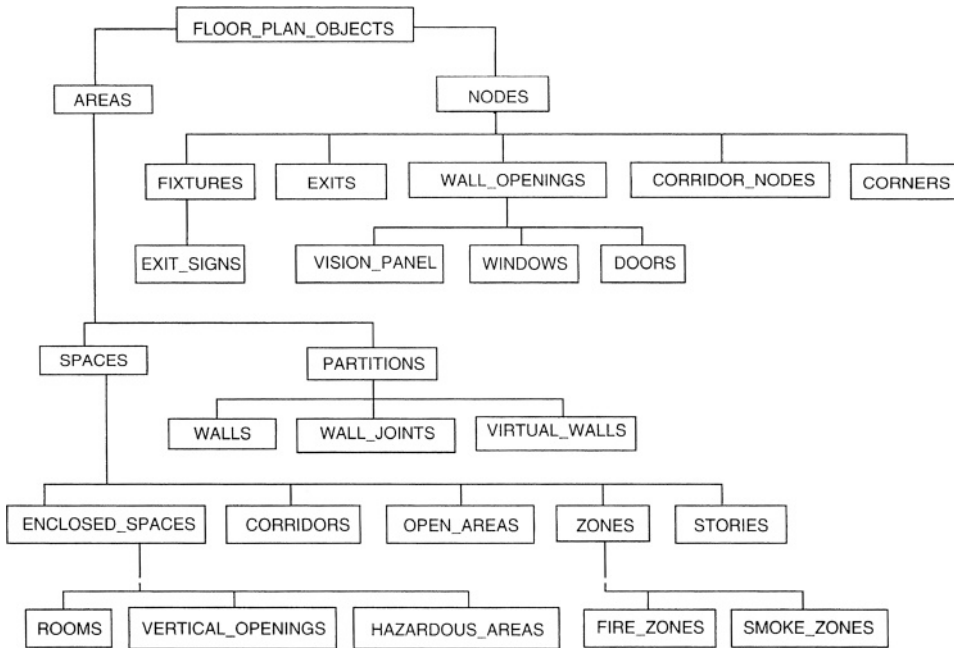 FLOOR_PLAN_OBJECTS
AREAS
NODES
FIXTURES
EXITS
WALL_OPENINGS
CORRIDOR_NODES
CORNERS
EXIT_SIGNS
VISION_PANEL
WINDOWS
DOORS
SPACES
PARTITIONS
WALLS
WALL_JOINTS
VIRTUAL_WALLS
ENCLOSED_SPACES
CORRIDORS
OPEN_AREAS
ZONES
STORIES
ROOMS
VERTICAL_OPENINGS
HAZARDOUS_AREAS
FIRE_ZONES
SMOKE_ZONES